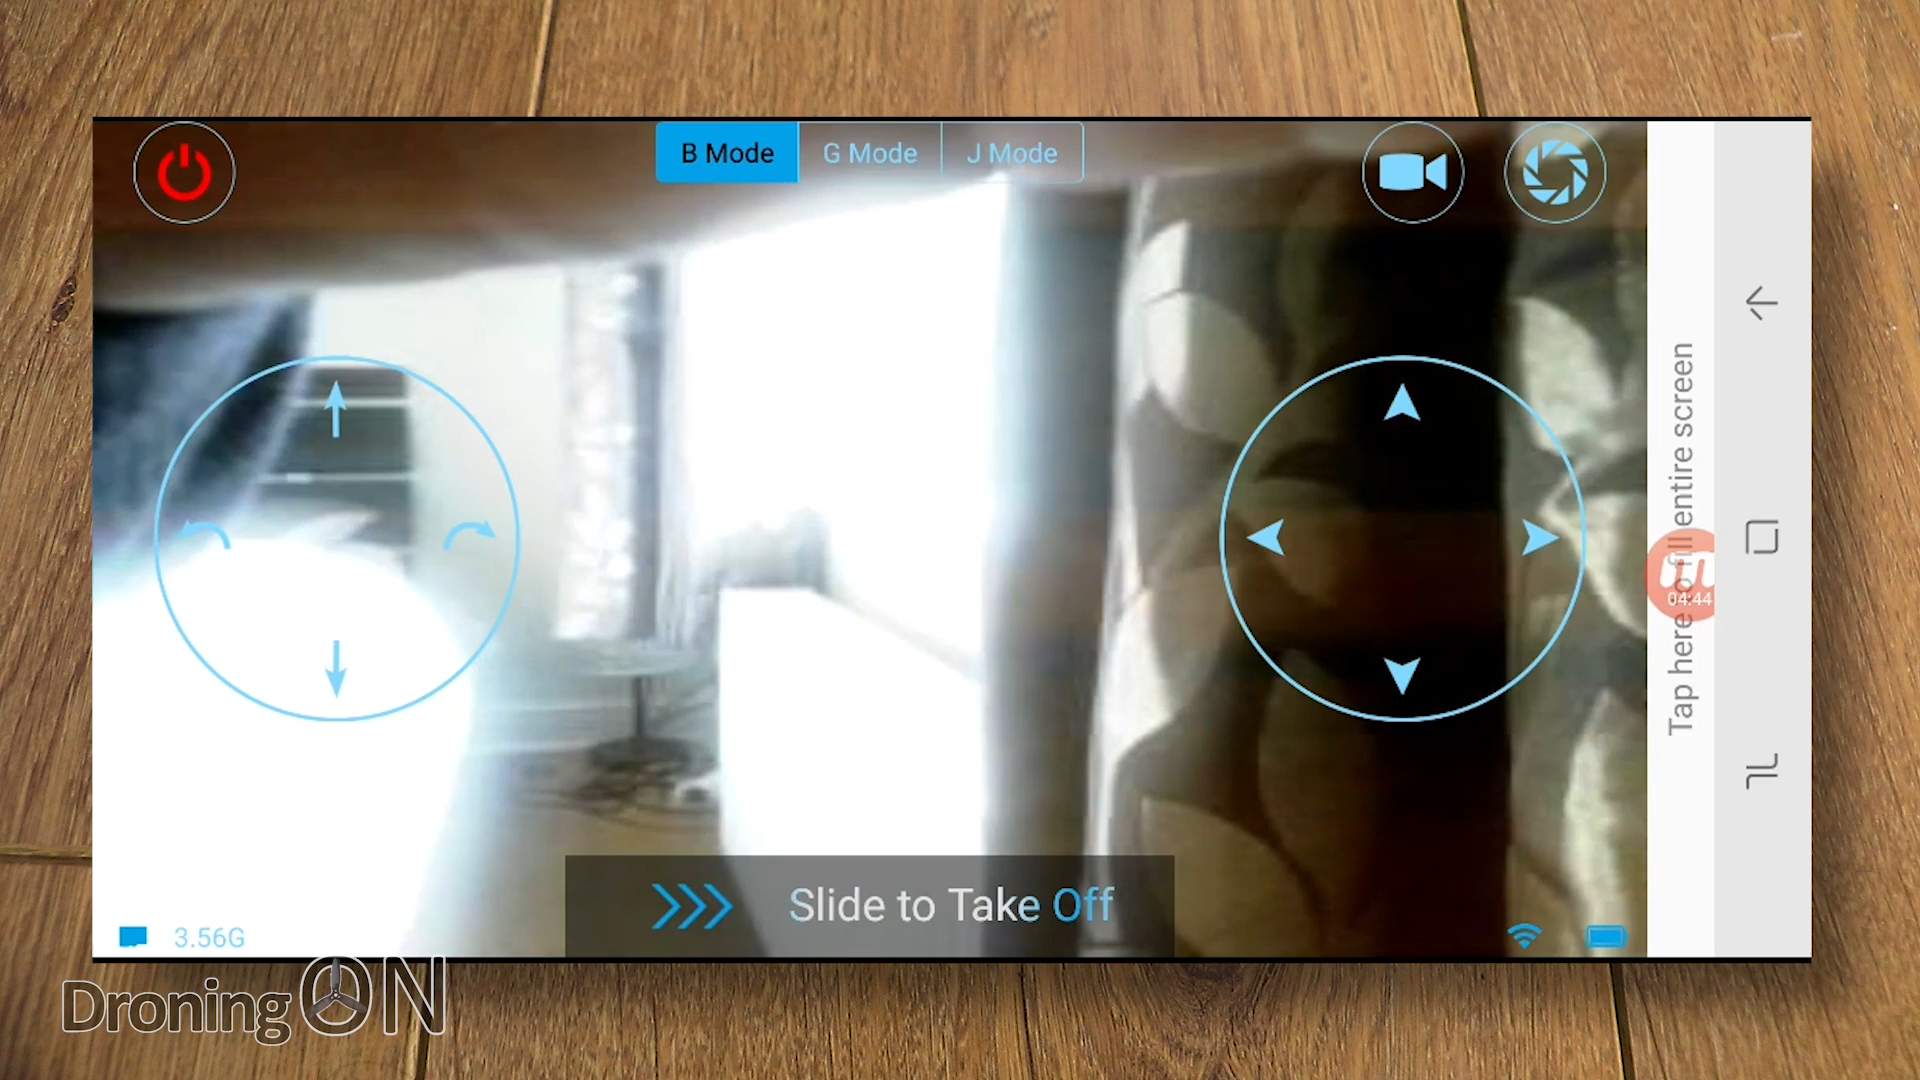 B Mode
G Mode
J Mode
Tap here to fill entire screen
m
04:44
Slide to Take Off
3.56G
DroningON